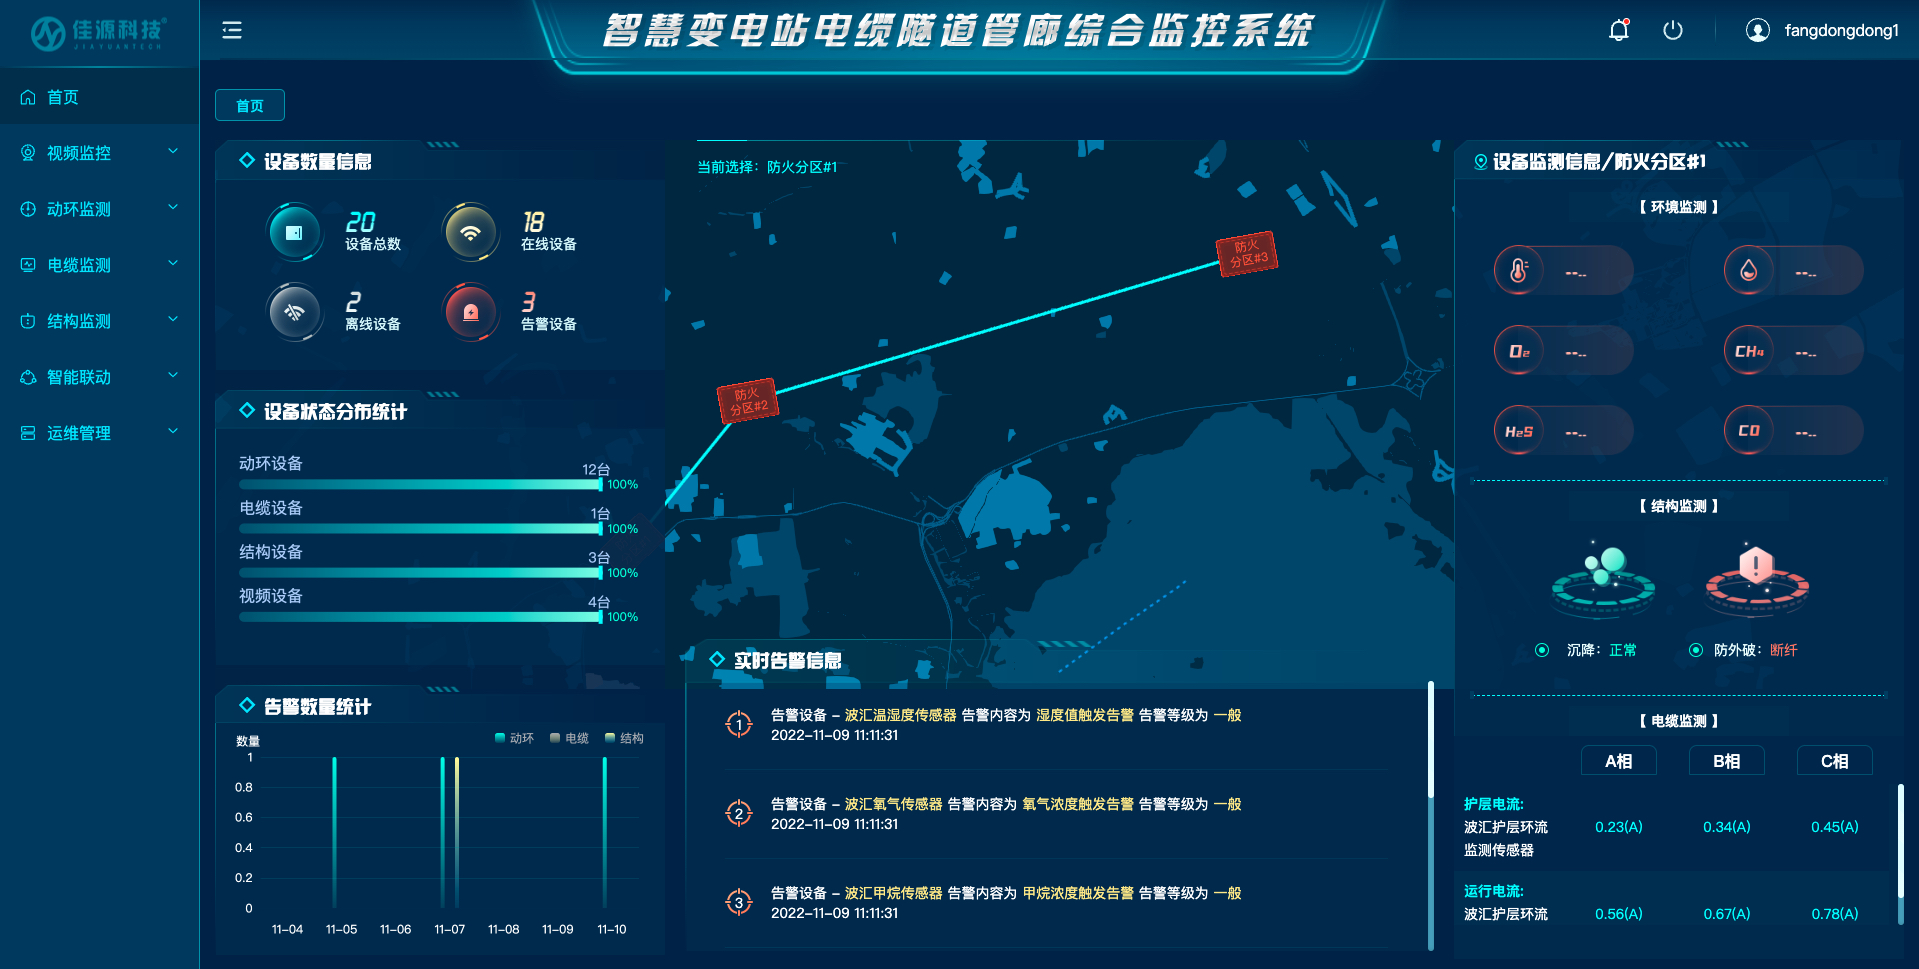 佳源科技
JIAYUANTECH
智慧变电站电缆隧道管廊综合监控系统
fangdongdong1
首页
视频监控
动环监测
电缆监测
结构监测
智能联动
运维管理
首页
设备数量信息
20
设备总数
18
在线设备
2
离线设备
3
告警设备
设备状态分布统计
动环设备
12台
100%
电缆设备
1台
100%
结构设备
3台
100%
视频设备
4台
100%
告警数量统计
数量
动环 电缆 结构
1
0.8
0.6
0.4
0.2
0
11-04 11-05 11-06 11-07 11-08 11-09 11-10
当前选择：防火分区#1
防火
分区#3
防火
分区#2
实时告警信息
1
告警设备 – 波汇温湿度传感器 告警内容为 湿度值触发告警 告警等级为 一般
2022-11-09 11:11:31
2
告警设备 – 波汇氧气传感器 告警内容为 氧气浓度触发告警 告警等级为 一般
2022-11-09 11:11:31
3
告警设备 – 波汇甲烷传感器 告警内容为 甲烷浓度触发告警 告警等级为 一般
2022-11-09 11:11:31
设备监测信息/防火分区#1
【 环境监测 】
--.. --..
O2 --.. CH4 --..
H2S --.. CO --..
【 结构监测 】
沉降：正常
防外破：断纤
【 电缆监测 】
A相 B相 C相
护层电流:
波汇护层环流
监测传感器
0.23(A) 0.34(A) 0.45(A)
运行电流:
波汇护层环流
0.56(A) 0.67(A) 0.78(A)